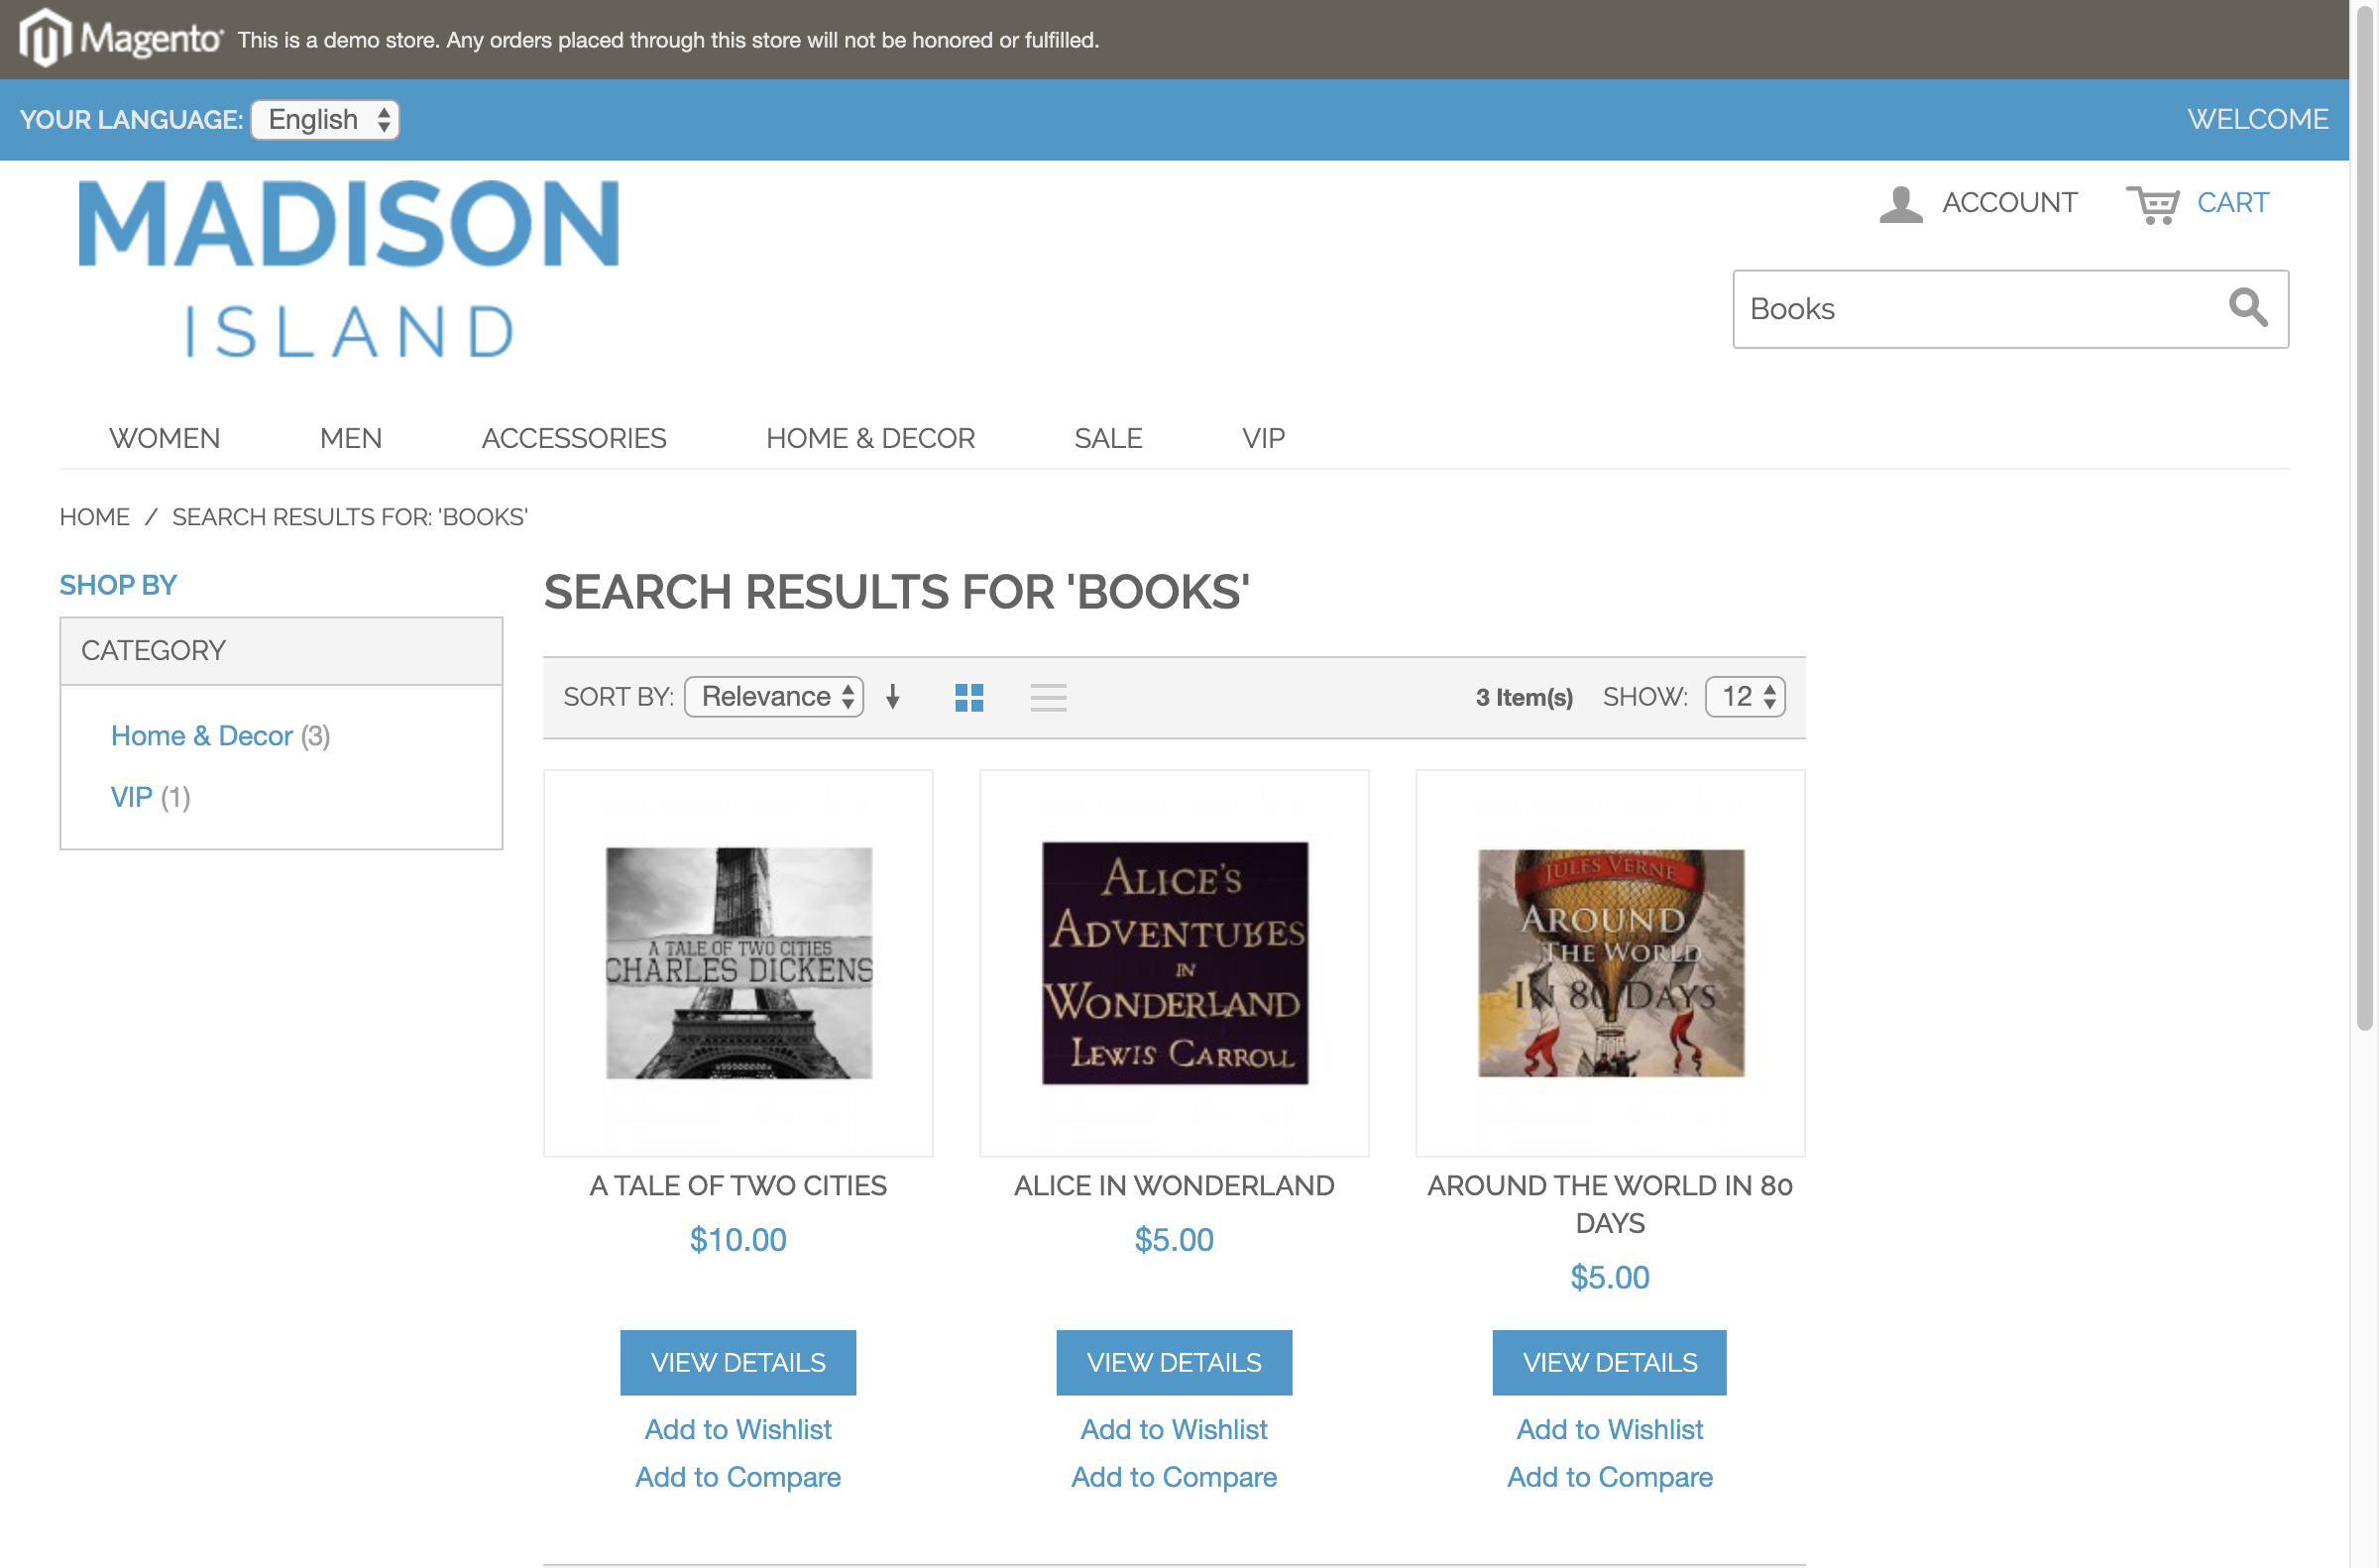 Magento This is a demo store. Any orders placed through this store will not be honored or fulfilled.
YOUR LANGUAGE: English WELCOME
MADISON
ISLAND
ACCOUNT CART
Books
WOMEN MEN ACCESSORIES HOME & DECOR SALE VIP
HOME / SEARCH RESULTS FOR: 'BOOKS'
SHOP BY
CATEGORY
Home & Decor (3)
VIP (1)
SEARCH RESULTS FOR 'BOOKS'
SORT BY: Relevance 3 Item(s) SHOW: 12
A TALE OF TWO CITIES
CHARLES DICKENS
ALICE'S
ADVENTURES
IN
WONDERLAND
LEWIS CARROLL
JULES VERNE
AROUND
THE WORLD
IN 80 DAYS
A TALE OF TWO CITIES
$10.00
VIEW DETAILS
Add to Wishlist
Add to Compare
ALICE IN WONDERLAND
$5.00
VIEW DETAILS
Add to Wishlist
Add to Compare
AROUND THE WORLD IN 80
DAYS
$5.00
VIEW DETAILS
Add to Wishlist
Add to Compare